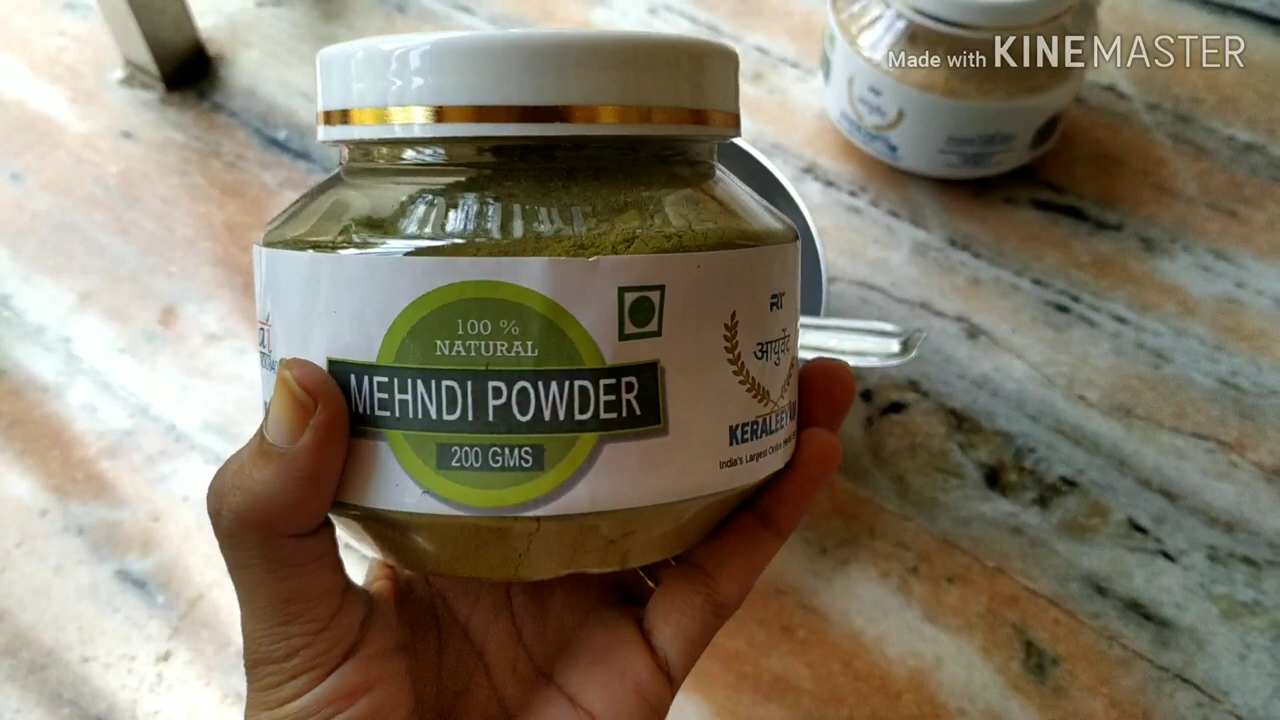 Made with KINEMASTER
100 %
NATURAL
MEHNDI POWDER
200 GMS
आयुर्वेद
India's Largest Online